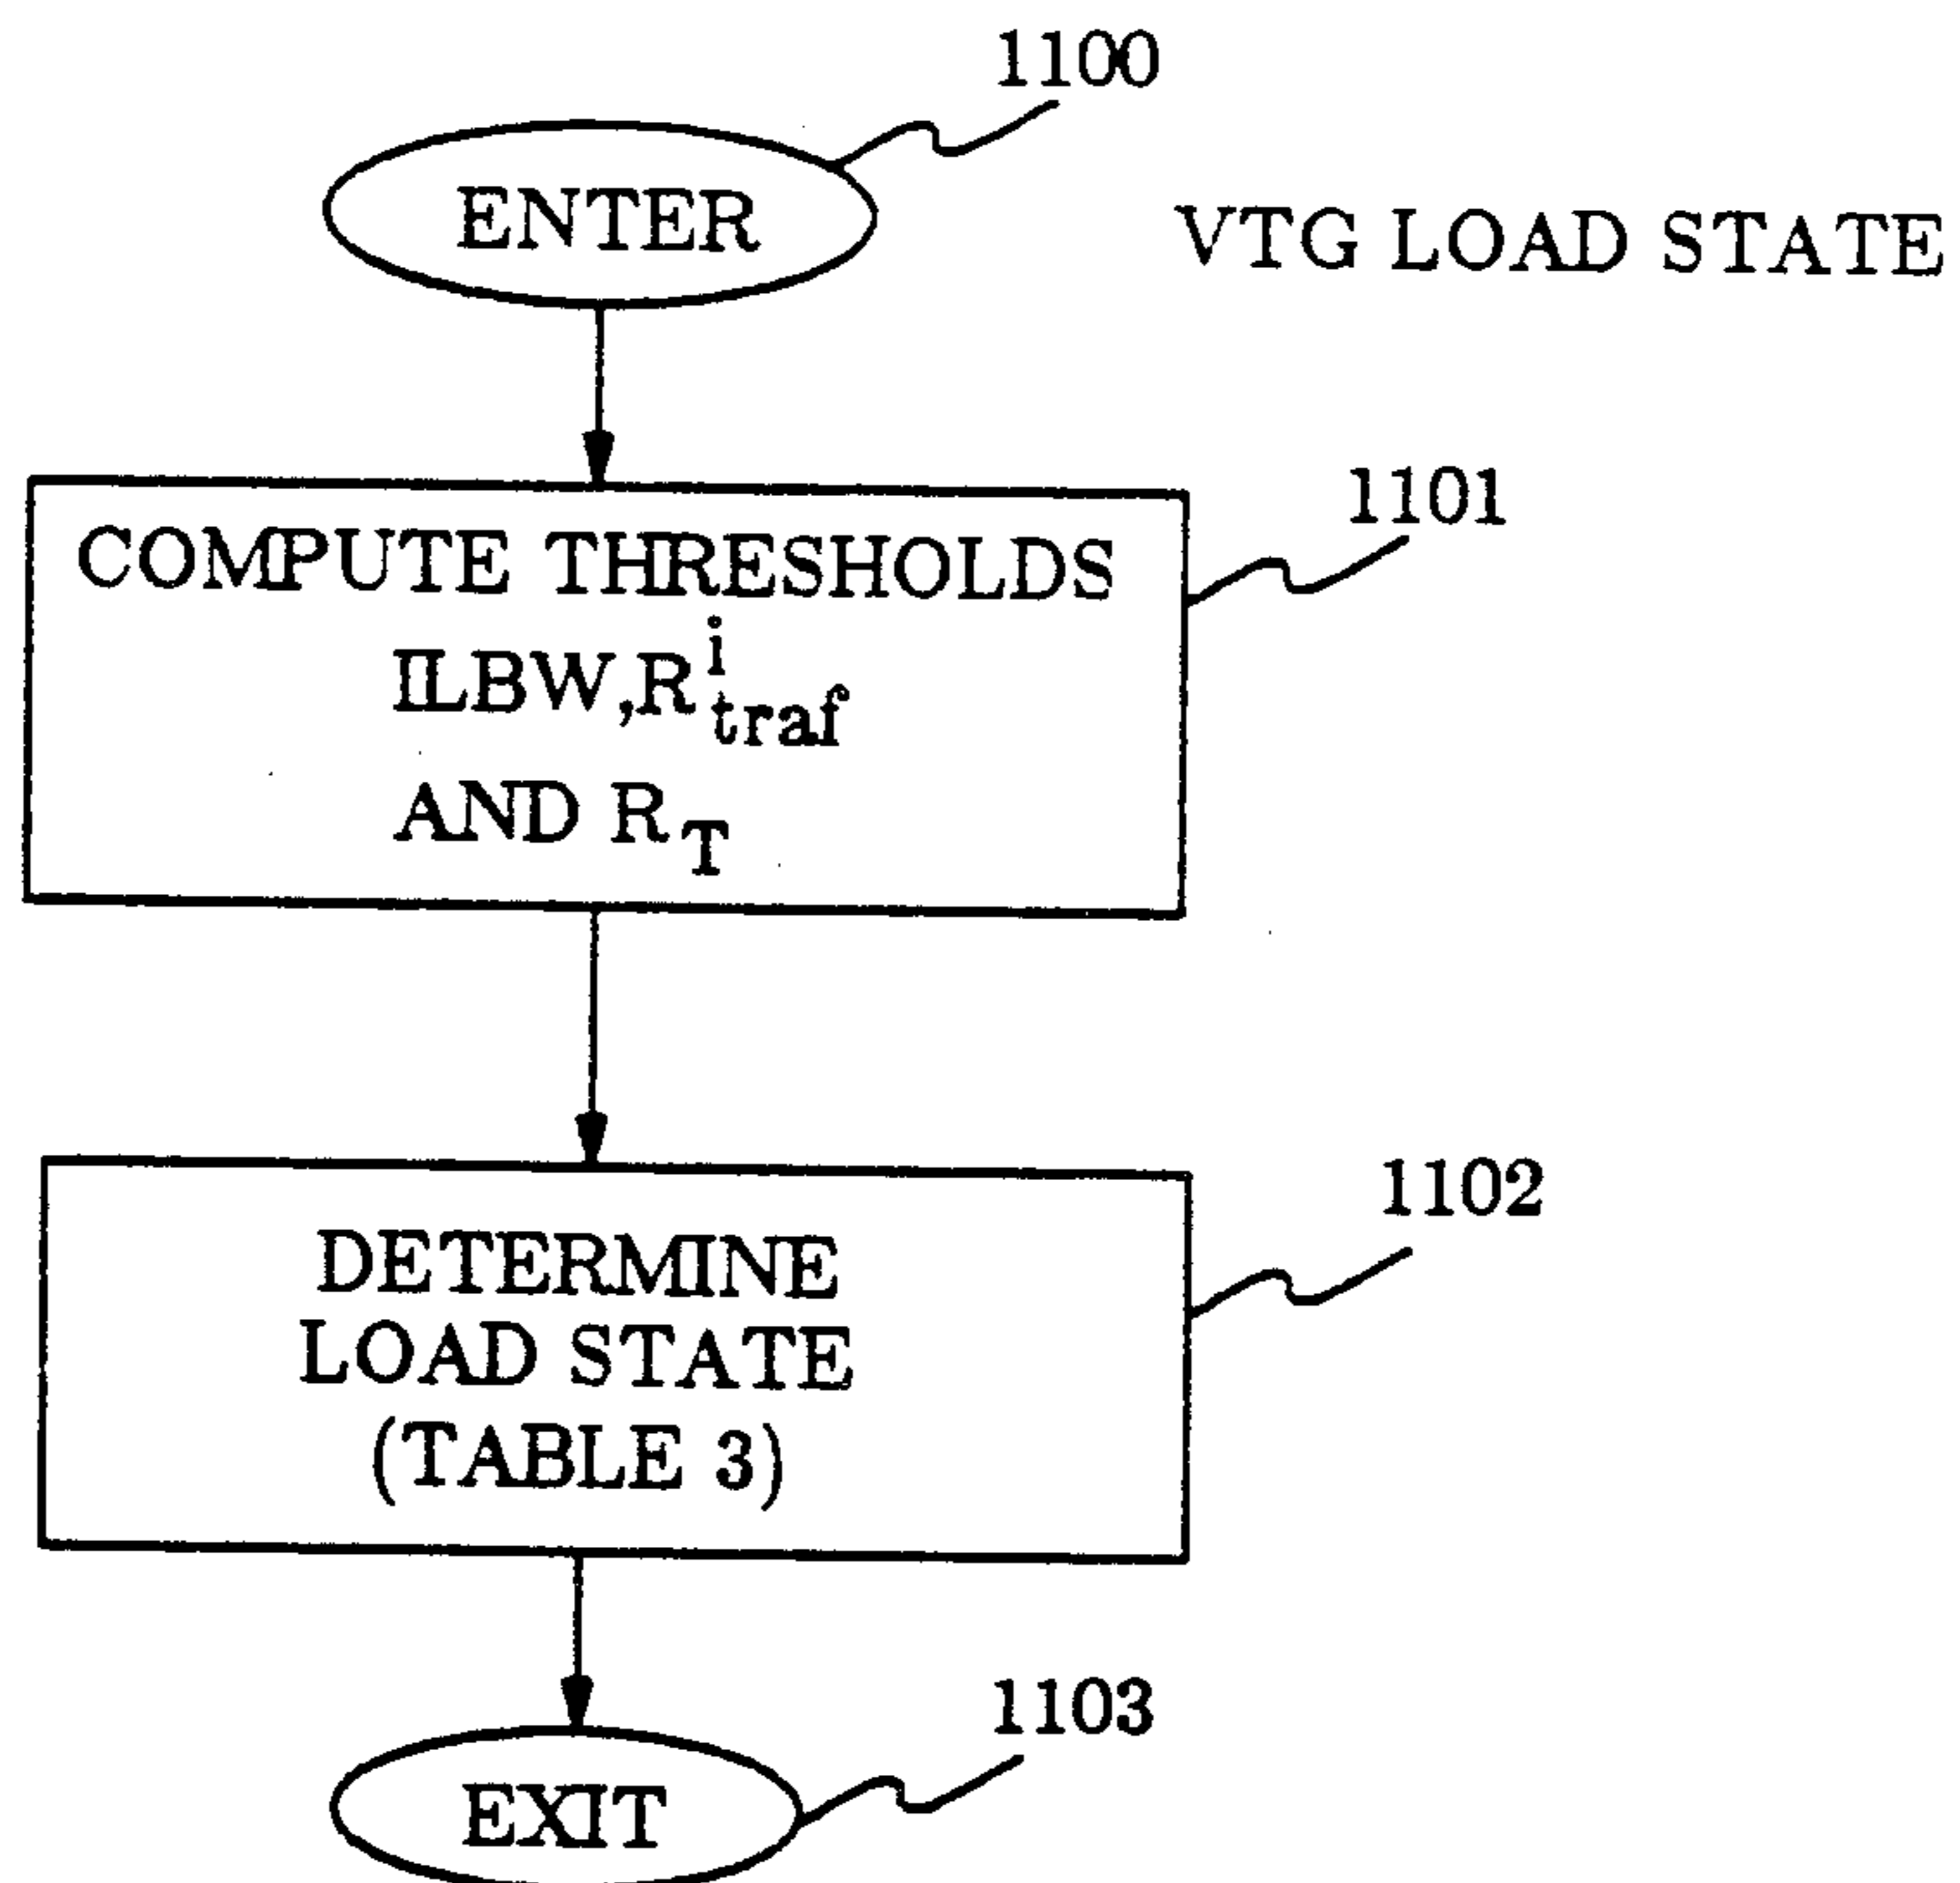 1100
ENTER
VTG LOAD STATE
1101
COMPUTE THRESHOLDS
ILBW,R^i_traf
AND R_T
1102
DETERMINE
LOAD STATE
(TABLE 3)
1103
EXIT